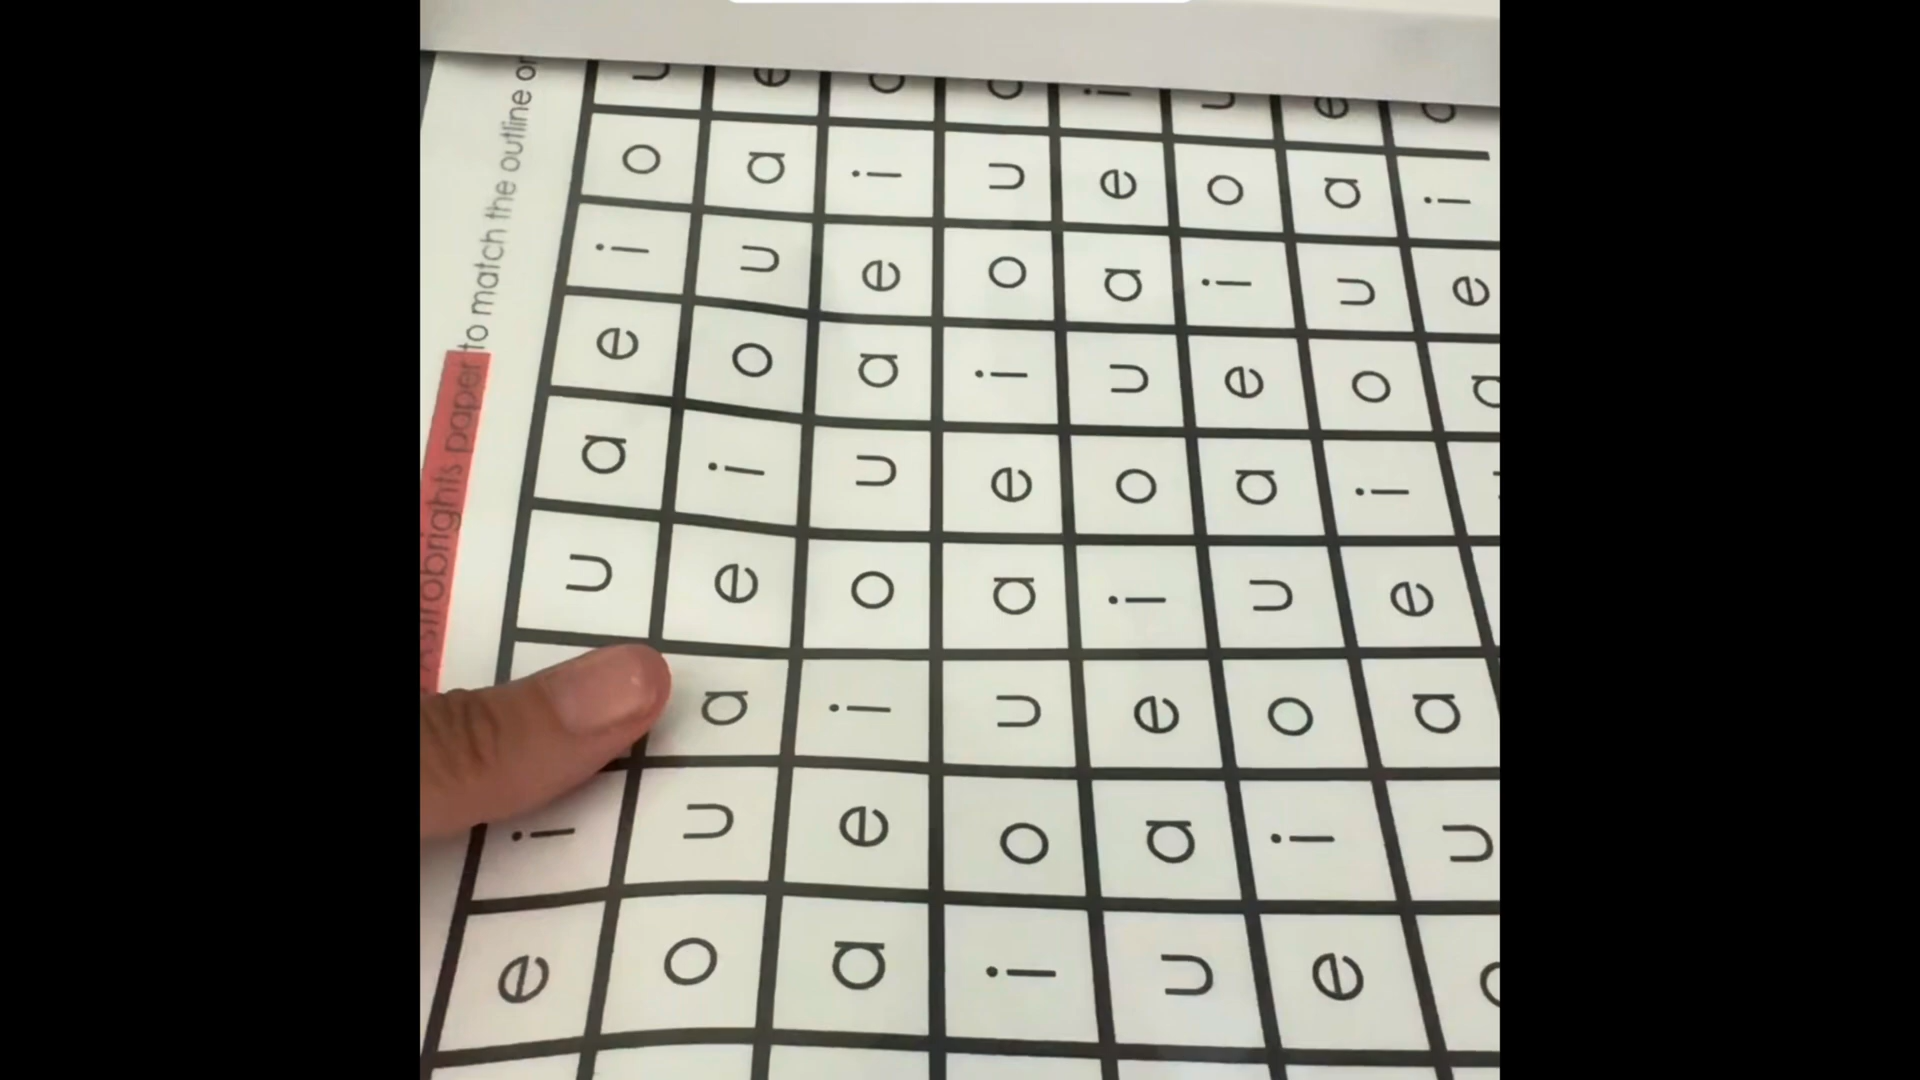 Astrobrights paper to match the outline
e i u a e i o u
o u a e i o u a e
a e i o u a e i
i o u a e i o u
u a e i o u a e i
e i o u a e i o u
u a e i o u a e
e i